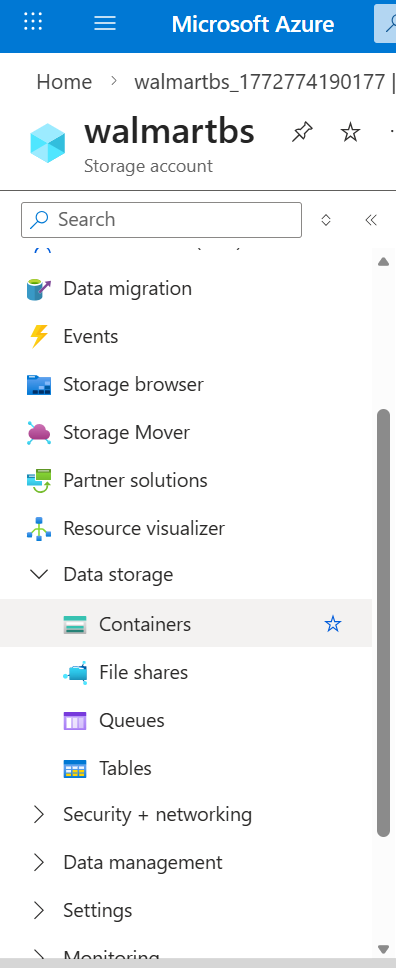 Microsoft Azure
Home > walmartbs_1772774190177 |
walmartbs
Storage account
Search
Data migration
Events
Storage browser
Storage Mover
Partner solutions
Resource visualizer
Data storage
Containers
File shares
Queues
Tables
Security + networking
Data management
Settings
Monitoring